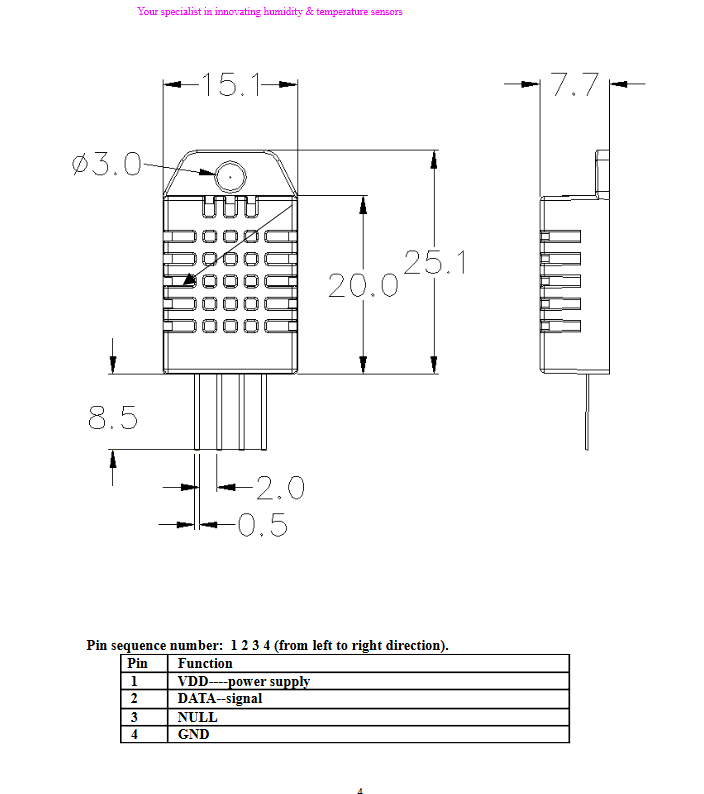 Your specialist in innovating humidity & temperature sensors
15.1
7.7
ø3.0
25.1
20.0
8.5
2.0
0.5
Pin sequence number: 1 2 3 4 (from left to right direction).
Pin Function
1 VDD----power supply
2 DATA--signal
3 NULL
4 GND
4